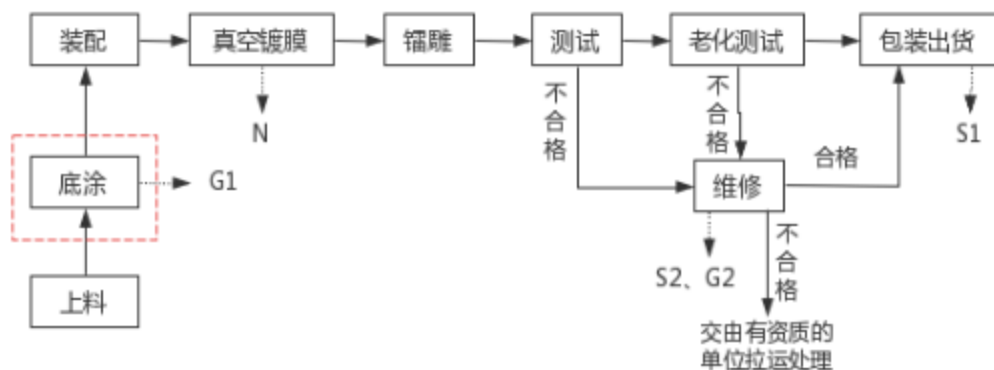 装配
真空镀膜
镭雕
测试
老化测试
包装出货
不合格
不合格
N
S1
底涂
G1
维修
合格
上料
S2、G2
不合格
交由有资质的
单位拉运处理